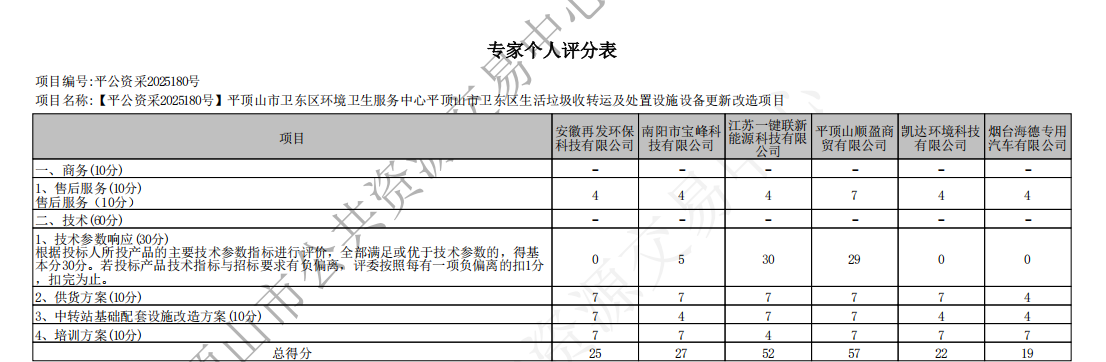 专家个人评分表
项目编号:平公资采2025180号
项目名称:【平公资采2025180号】平顶山市卫东区环境卫生服务中心平顶山市卫东区生活垃圾收转运及处置设施设备更新改造项目
项目 安徽再发环保科技有限公司 南阳市宝峰科技有限公司 江苏一键联新能源科技有限公司 平顶山顺盈商贸有限公司 凯达环境科技有限公司 烟台海德专用汽车有限公司
一、商务(10分) - - - - - -
1、售后服务(10分)
售后服务（10分） 4 4 4 7 4 4
二、技术(60分) - - - - - -
1、技术参数响应(30分)
根据投标人所投产品的主要技术参数指标进行评价，全部满足或优于技术参数的，得基
本分30分。若投标产品技术指标与招标要求有负偏离，评委按照每有一项负偏离的扣1分
，扣完为止。 0 5 30 29 0 0
2、供货方案(10分) 7 7 7 7 7 4
3、中转站基础配套设施改造方案(10分) 7 4 7 7 4 4
4、培训方案(10分) 7 7 4 7 7 7
总得分 25 27 52 57 22 19